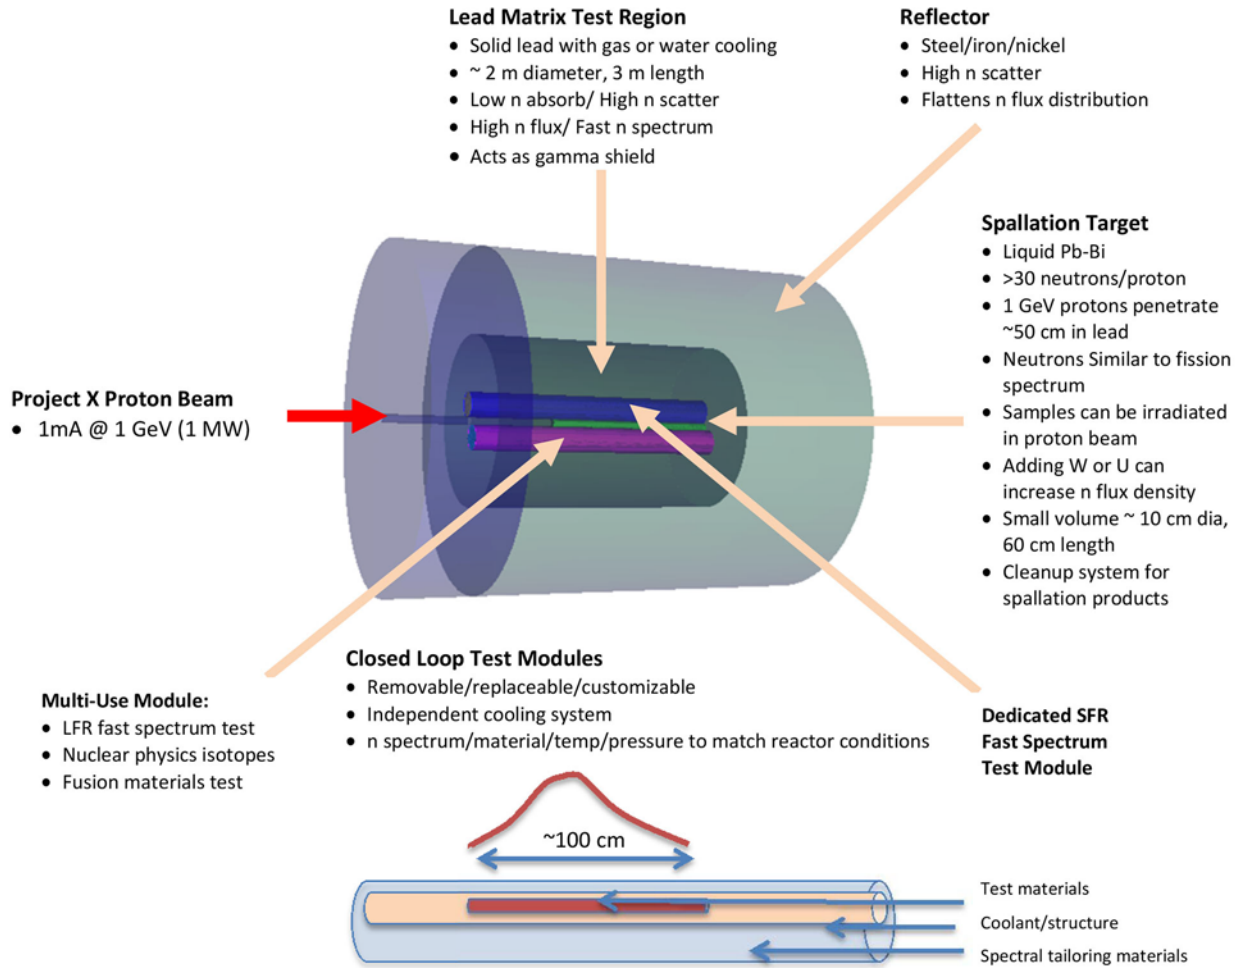 Lead Matrix Test Region
• Solid lead with gas or water cooling
• ~ 2 m diameter, 3 m length
• Low n absorb/ High n scatter
• High n flux/ Fast n spectrum
• Acts as gamma shield
Reflector
• Steel/iron/nickel
• High n scatter
• Flattens n flux distribution
Spallation Target
• Liquid Pb-Bi
• >30 neutrons/proton
• 1 GeV protons penetrate
~50 cm in lead
• Neutrons Similar to fission
spectrum
• Samples can be irradiated
in proton beam
• Adding W or U can
increase n flux density
• Small volume ~ 10 cm dia,
60 cm length
• Cleanup system for
spallation products
Project X Proton Beam
• 1mA @ 1 GeV (1 MW)
Closed Loop Test Modules
• Removable/replaceable/customizable
• Independent cooling system
• n spectrum/material/temp/pressure to match reactor conditions
Multi-Use Module:
• LFR fast spectrum test
• Nuclear physics isotopes
• Fusion materials test
Dedicated SFR
Fast Spectrum
Test Module
~100 cm
Test materials
Coolant/structure
Spectral tailoring materials